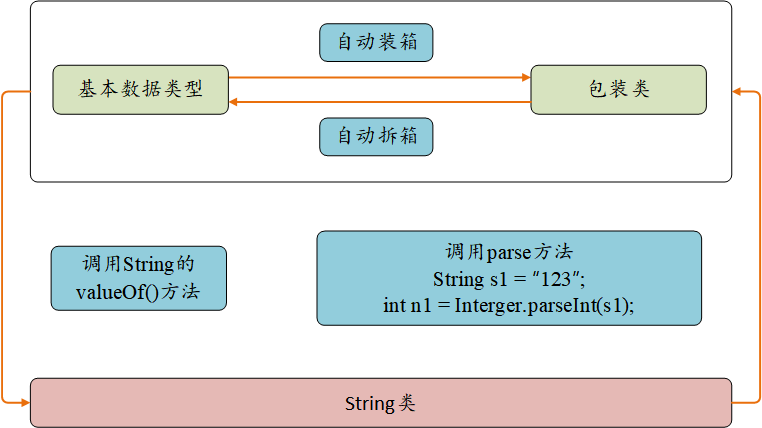 自动装箱
基本数据类型
包装类
自动拆箱
调用String的
valueOf()方法
调用parse方法
String s1 = "123";
int n1 = Interger.parseInt(s1);
String类